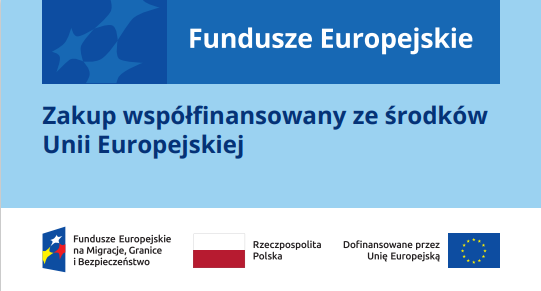 Fundusze Europejskie
Zakup współfinansowany ze środków
Unii Europejskiej
Fundusze Europejskie
na Migracje, Granice
i Bezpieczeństwo
Rzeczpospolita
Polska
Dofinansowane przez
Unię Europejską